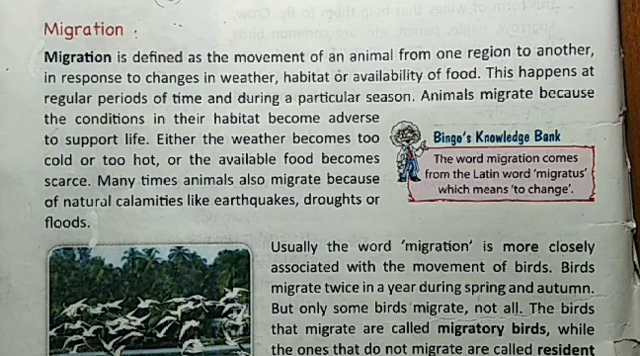 Migration :
Migration is defined as the movement of an animal from one region to another,
in response to changes in weather, habitat or availability of food. This happens at
regular periods of time and during a particular season. Animals migrate because
the conditions in their habitat become adverse
to support life. Either the weather becomes too
cold or too hot, or the available food becomes
scarce. Many times animals also migrate because
of natural calamities like earthquakes, droughts or
floods.
Bingo's Knowledge Bank
The word migration comes
from the Latin word 'migratus'
which means 'to change'.
Usually the word 'migration' is more closely
associated with the movement of birds. Birds
migrate twice in a year during spring and autumn.
But only some birds migrate, not all. The birds
that migrate are called migratory birds, while
the ones that do not migrate are called resident